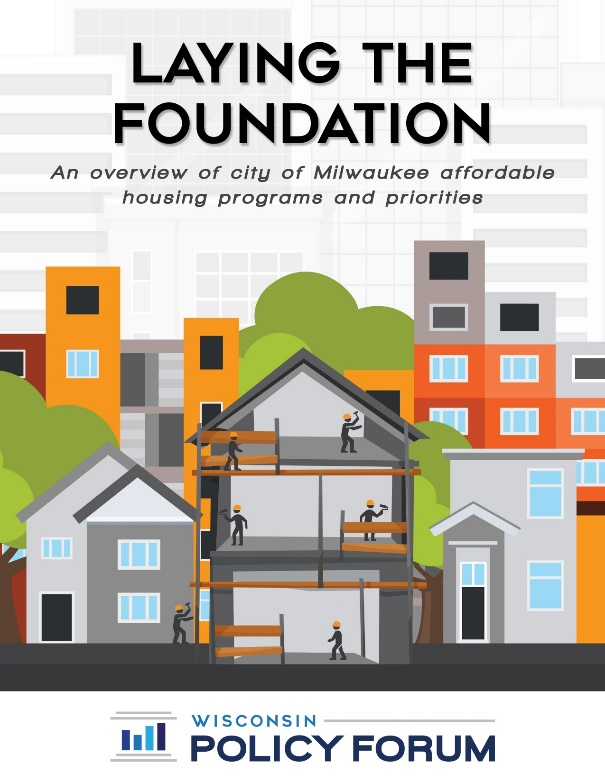 LAYING THE
FOUNDATION
An overview of city of Milwaukee affordable
housing programs and priorities
WISCONSIN
POLICY FORUM